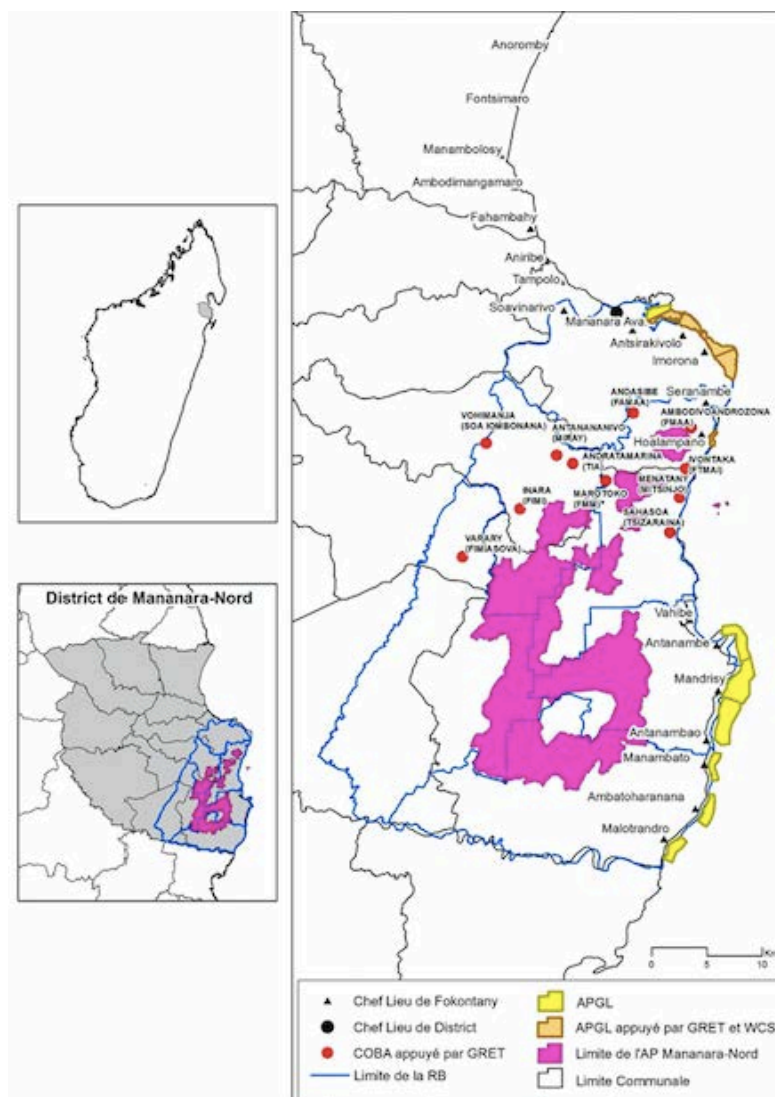 Anoromby
Fontsimaro
Manambolosy
Ambodimangamaro
Fahambahy
Aniribe
Tampolo
Soavinarivo
Mananara Ava
Antsirakivolo
Imorona
Seranambe
ANDASIBE
(FAMAA)
AMBODIVOANDROZONA
(FMAA)
VOHIMANJA
(SOA IOMBONANA)
ANTANANANIVO
(MIRAY)
Hoalampano
ANDRATAMARINA
(TIA)
IVONTAKA
(FTMAI)
MENATANY
(MITSINJO)
INARA
(FIMI)
MAROTOKO
(FMM)
SAHASOA
(TSIZARAINA)
VARARY
(FIMIASOVA)
District de Mananara-Nord
Vahibe
Antanambe
Mandrisy
Antanambao
Manambato
Ambatoharanana
Malotrandro
Km
0 5 10
Chef Lieu de Fokontany
Chef Lieu de District
COBA appuyé par GRET
Limite de la RB
APGL
APGL appuyé par GRET et WCS
Limite de l'AP Mananara-Nord
Limite Communale